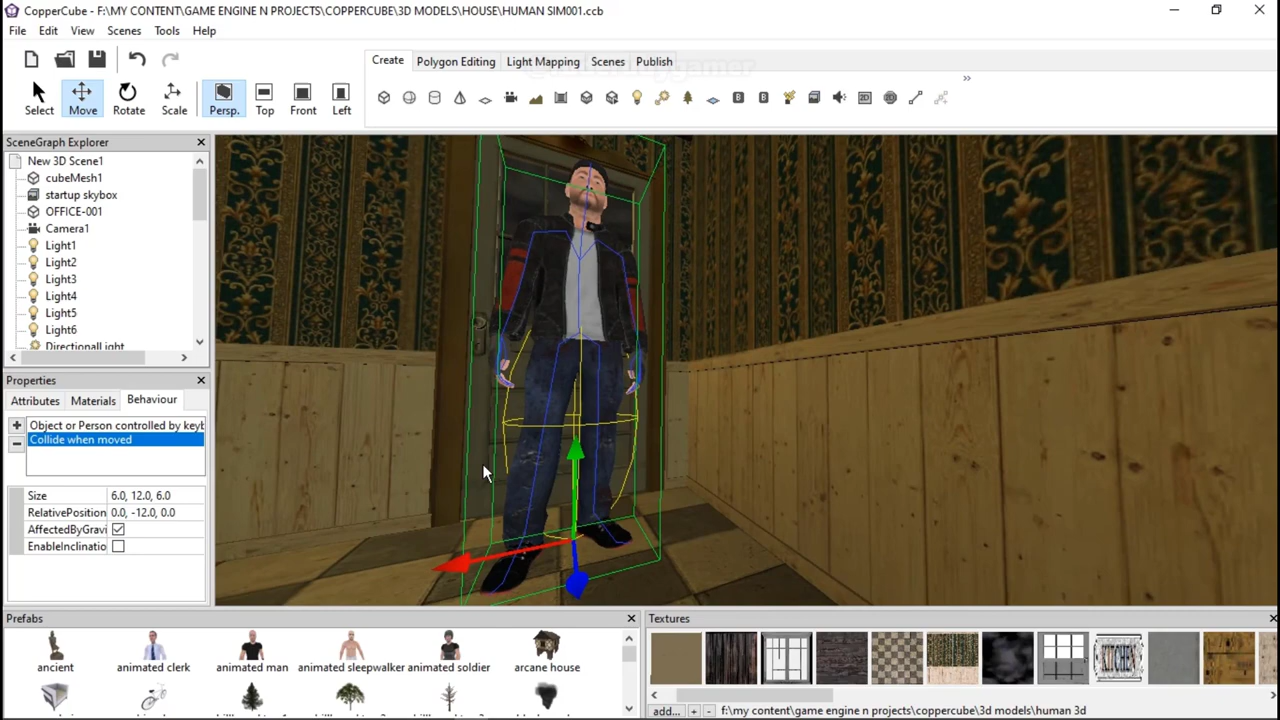 CopperCube - F:\MY CONTENT\GAME ENGINE N PROJECTS\COPPERCUBE\3D MODELS\HOUSE\HUMAN SIM001.ccb
File Edit View Scenes Tools Help
Create Polygon Editing Light Mapping Scenes Publish
Select Move Rotate Scale Persp. Top Front Left
SceneGraph Explorer
New 3D Scene1
cubeMesh1
startup skybox
OFFICE-001
Camera1
Light1
Light2
Light3
Light4
Light5
Light6
DirectionalLight
Properties
Attributes Materials Behaviour
Object or Person controlled by keyb
Collide when moved
Size 6.0, 12.0, 6.0
RelativePosition 0.0, -12.0, 0.0
AffectedByGravi
EnableInclinatio
Prefabs
ancient animated clerk animated man animated sleepwalker animated soldier arcane house
Textures
KITCHEN
add... + - f:\my content\game engine n projects\coppercube\3d models\human 3d